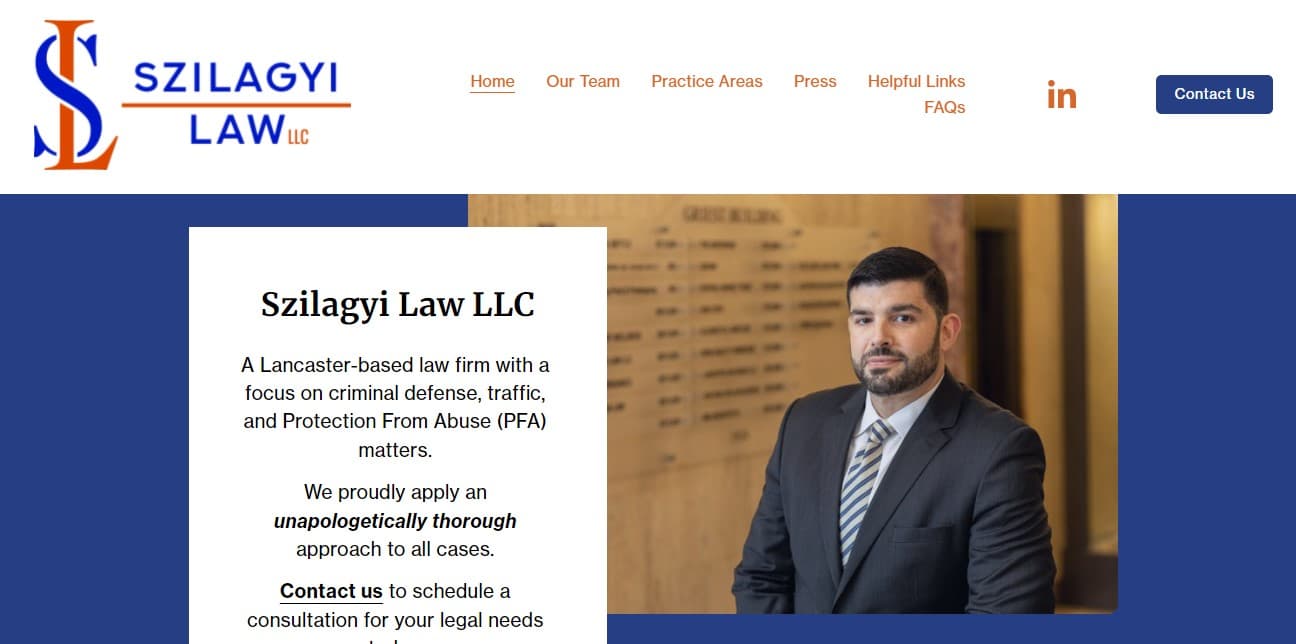 SL
SZILAGYI
LAW LLC
Home
Our Team
Practice Areas
Press
Helpful Links
FAQs
in
Contact Us
GRIEST BUILDING
Szilagyi Law LLC
A Lancaster-based law firm with a
focus on criminal defense, traffic,
and Protection From Abuse (PFA)
matters.
We proudly apply an
unapologetically thorough
approach to all cases.
Contact us to schedule a
consultation for your legal needs